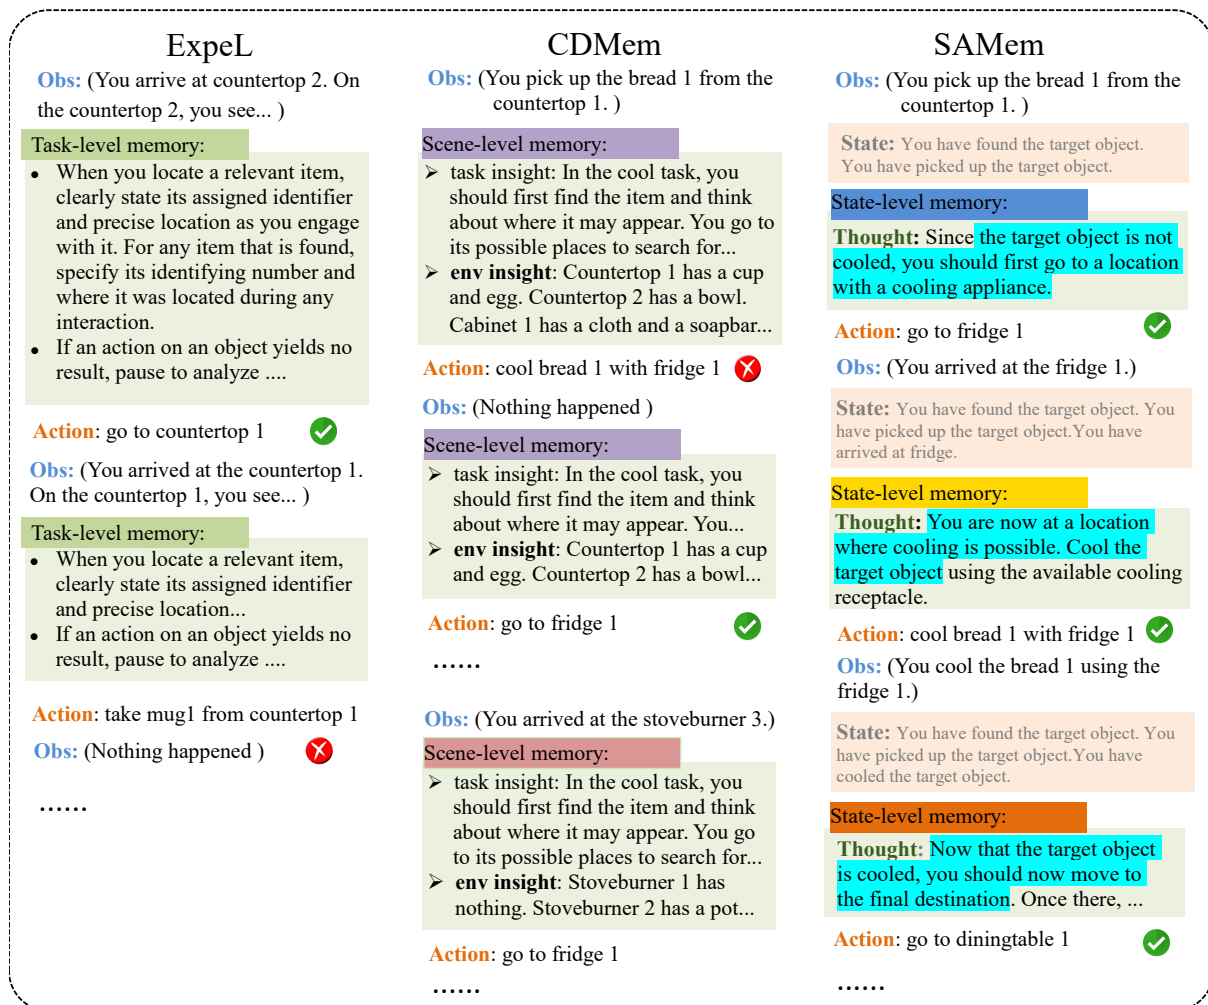 ExpeL
Obs: (You arrive at countertop 2. On
the countertop 2, you see... )
Task-level memory:
• When you locate a relevant item,
clearly state its assigned identifier
and precise location as you engage
with it. For any item that is found,
specify its identifying number and
where it was located during any
interaction.
• If an action on an object yields no
result, pause to analyze ....
Action: go to countertop 1
Obs: (You arrived at the countertop 1.
On the countertop 1, you see... )
Task-level memory:
• When you locate a relevant item,
clearly state its assigned identifier
and precise location...
• If an action on an object yields no
result, pause to analyze ....
Action: take mug1 from countertop 1
Obs: (Nothing happened )
......
CDMem
Obs: (You pick up the bread 1 from the
countertop 1. )
Scene-level memory:
➢ task insight: In the cool task, you
should first find the item and think
about where it may appear. You go to
its possible places to search for...
➢ env insight: Countertop 1 has a cup
and egg. Countertop 2 has a bowl.
Cabinet 1 has a cloth and a soapbar...
Action: cool bread 1 with fridge 1
Obs: (Nothing happened )
Scene-level memory:
➢ task insight: In the cool task, you
should first find the item and think
about where it may appear. You...
➢ env insight: Countertop 1 has a cup
and egg. Countertop 2 has a bowl...
Action: go to fridge 1
......
Obs: (You arrived at the stoveburner 3.)
Scene-level memory:
➢ task insight: In the cool task, you
should first find the item and think
about where it may appear. You go
to its possible places to search for...
➢ env insight: Stoveburner 1 has
nothing. Stoveburner 2 has a pot...
Action: go to fridge 1
......
SAMem
Obs: (You pick up the bread 1 from the
countertop 1. )
State: You have found the target object.
You have picked up the target object.
State-level memory:
Thought: Since the target object is not
cooled, you should first go to a location
with a cooling appliance.
Action: go to fridge 1
Obs: (You arrived at the fridge 1.)
State: You have found the target object. You
have picked up the target object.You have
arrived at fridge.
State-level memory:
Thought: You are now at a location
where cooling is possible. Cool the
target object using the available cooling
receptacle.
Action: cool bread 1 with fridge 1
Obs: (You cool the bread 1 using the
fridge 1.)
State: You have found the target object. You
have picked up the target object.You have
cooled the target object.
State-level memory:
Thought: Now that the target object
is cooled, you should now move to
the final destination. Once there, ...
Action: go to diningtable 1
......